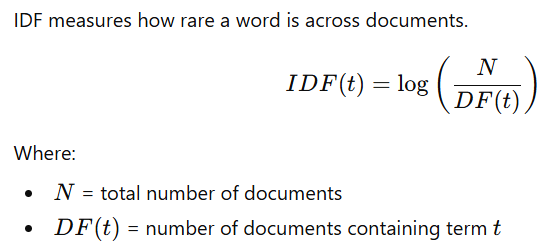 IDF measures how rare a word is across documents.
IDF(t) = log(N/DF(t))
Where:
• N = total number of documents
• DF(t) = number of documents containing term t